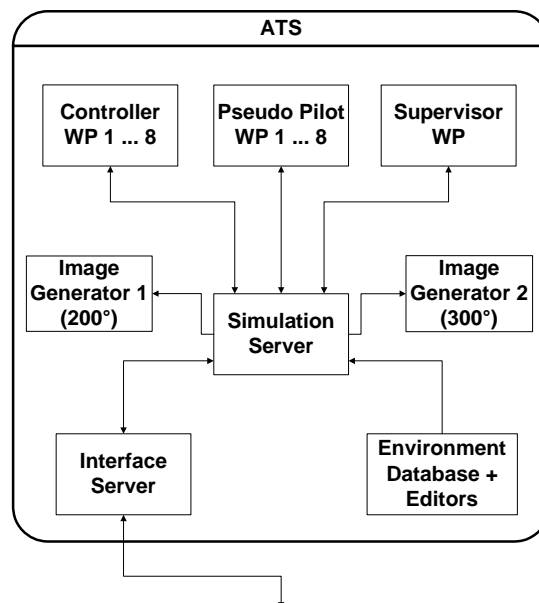 ATS
Controller
WP 1 ... 8
Pseudo Pilot
WP 1 ... 8
Supervisor
WP
Image
Generator 1
(200°)
Simulation
Server
Image
Generator 2
(300°)
Interface
Server
Environment
Database +
Editors